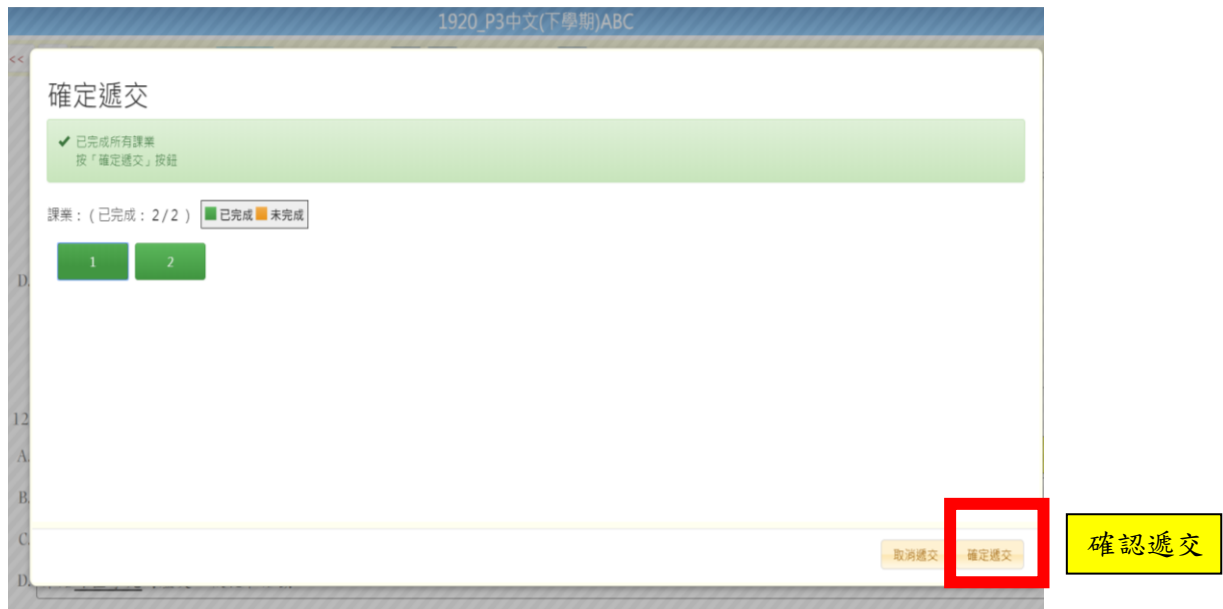 1920_P3中文(下學期)ABC
<<
確定遞交
✔ 已完成所有課業
按「確定遞交」按鈕
課業：( 已完成： 2 / 2 ) 已完成 未完成
1 2
D.
12
A.
B.
C.
取消遞交 確定遞交
確認遞交
D.